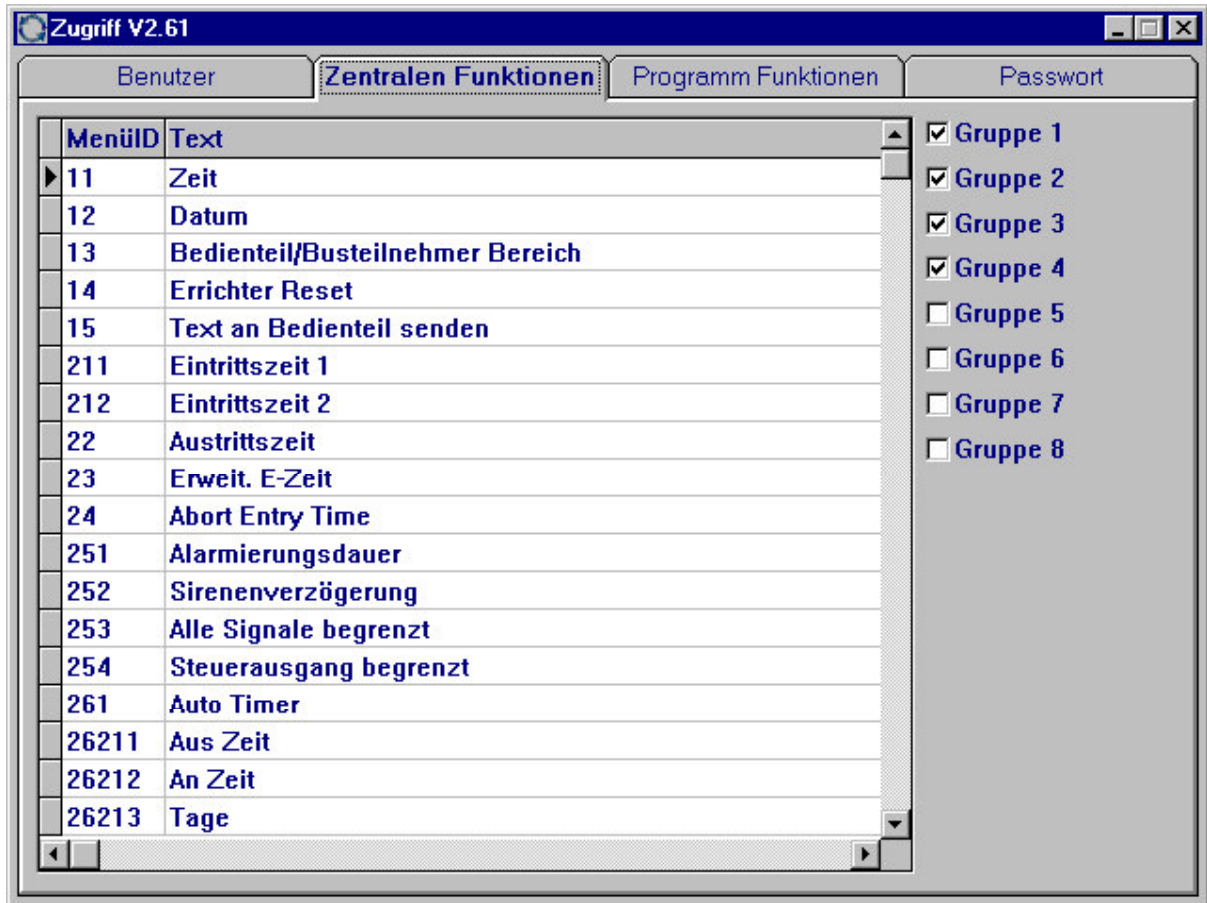 Zugriff V2.61
Benutzer Zentralen Funktionen Programm Funktionen Passwort
MenüID Text
11 Zeit
12 Datum
13 Bedienteil/Busteilnehmer Bereich
14 Errichter Reset
15 Text an Bedienteil senden
211 Eintrittszeit 1
212 Eintrittszeit 2
22 Austrittszeit
23 Erweit. E-Zeit
24 Abort Entry Time
251 Alarmierungsdauer
252 Sirenenverzögerung
253 Alle Signale begrenzt
254 Steuerausgang begrenzt
261 Auto Timer
26211 Aus Zeit
26212 An Zeit
26213 Tage
Gruppe 1
Gruppe 2
Gruppe 3
Gruppe 4
Gruppe 5
Gruppe 6
Gruppe 7
Gruppe 8